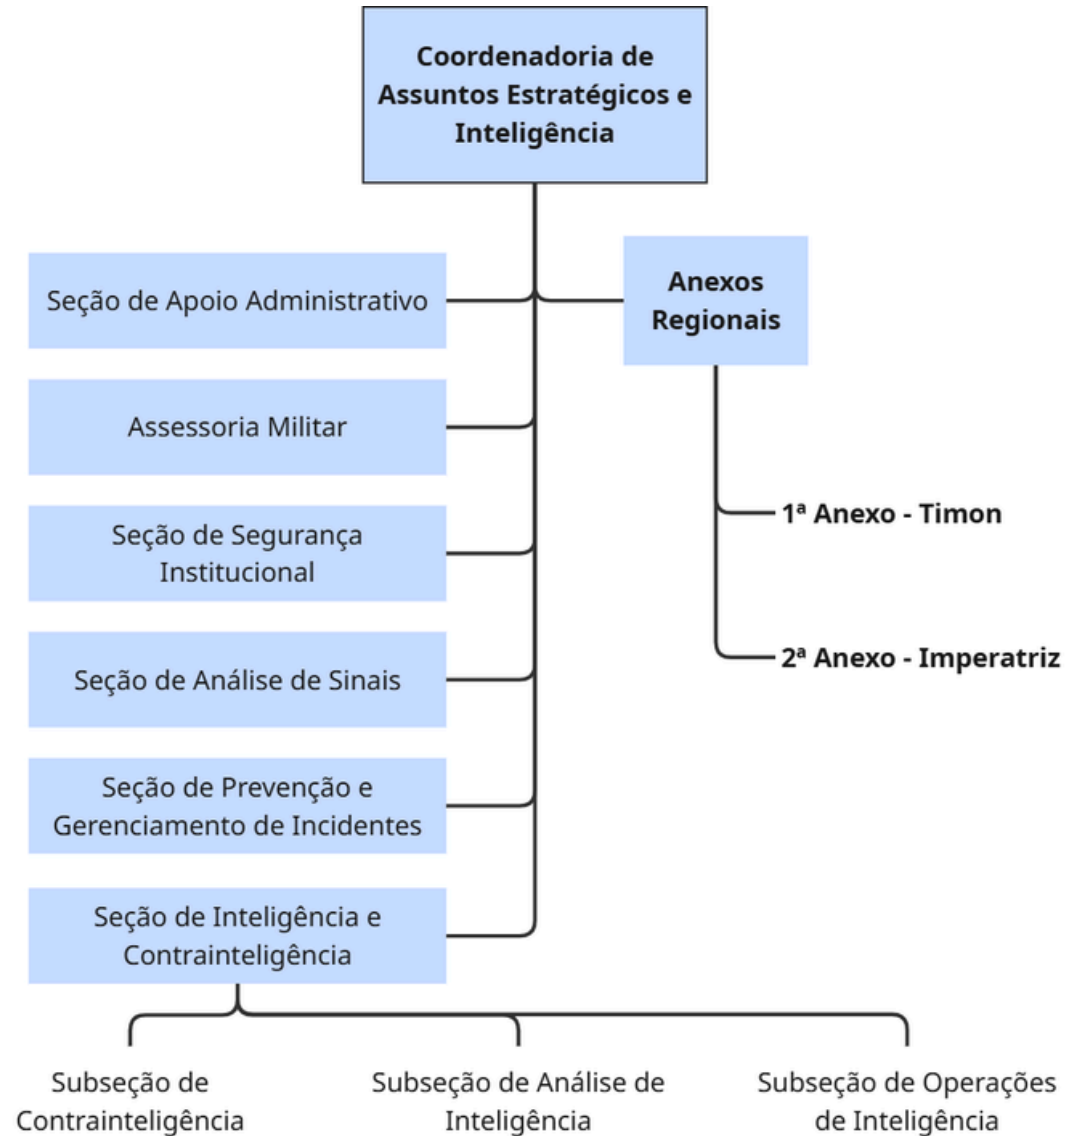 Coordenadoria de
Assuntos Estratégicos e
Inteligência
Seção de Apoio Administrativo
Anexos
Regionais
Assessoria Militar
1ª Anexo - Timon
Seção de Segurança
Institucional
2ª Anexo - Imperatriz
Seção de Análise de Sinais
Seção de Prevenção e
Gerenciamento de Incidentes
Seção de Inteligência e
Contrainteligência
Subseção de
Contrainteligência
Subseção de Análise de
Inteligência
Subseção de Operações
de Inteligência